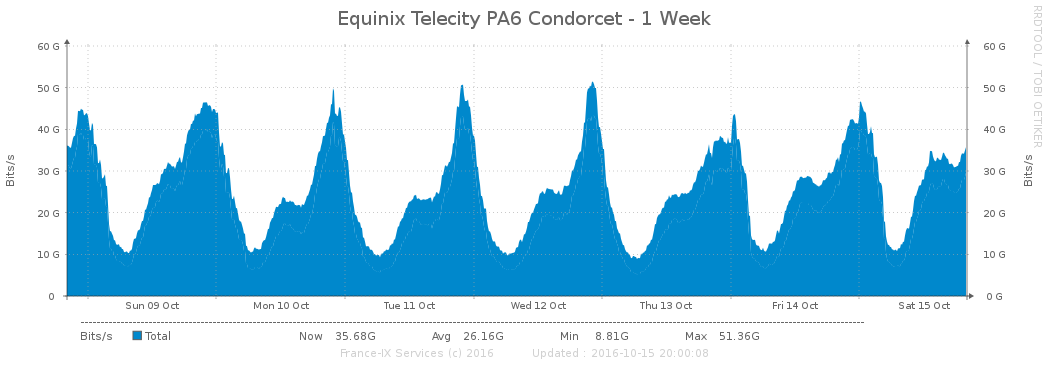 Equinix Telecity PA6 Condorcet - 1 Week
RRDTOOL / TOBI OETIKER
Bits/s
60 G
50 G
40 G
30 G
20 G
10 G
0
60 G
50 G
40 G
30 G
20 G
10 G
0 G
Bits/s
Sun 09 Oct Mon 10 Oct Tue 11 Oct Wed 12 Oct Thu 13 Oct Fri 14 Oct Sat 15 Oct
Bits/s Total Now 35.68G Avg 26.16G Min 8.81G Max 51.36G
France-IX Services (c) 2016 Updated : 2016-10-15 20:00:08